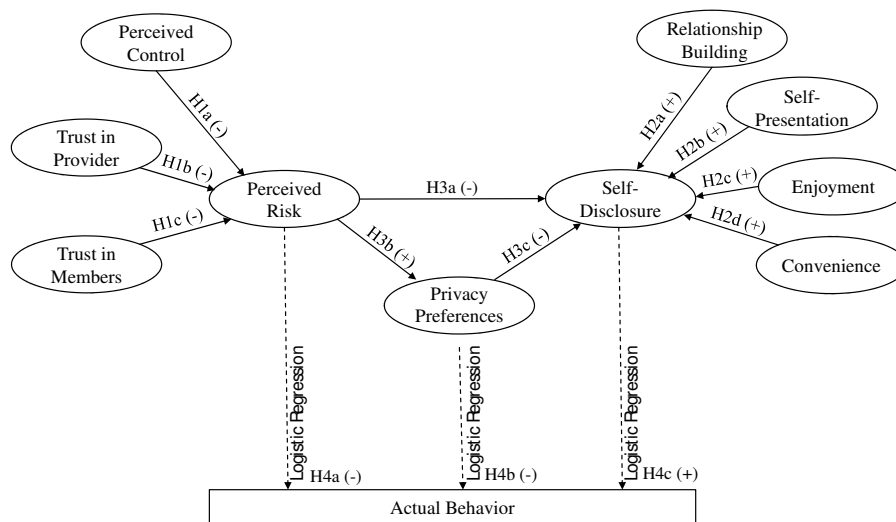 Perceived
Control
Relationship
Building
Self-
Presentation
H1a (-)
H2a (+)
H2b (+)
Trust in
Provider
H1b (-)
Perceived
Risk
H3a (-)
Self-
Disclosure
H2c (+)
Enjoyment
H1c (-)
H2d (+)
Trust in
Members
H3b (+)
H3c (-)
Convenience
Privacy
Preferences
Logistic Regression
Logistic Regression
Logistic Regression
H4a (-)
H4b (-)
H4c (+)
Actual Behavior